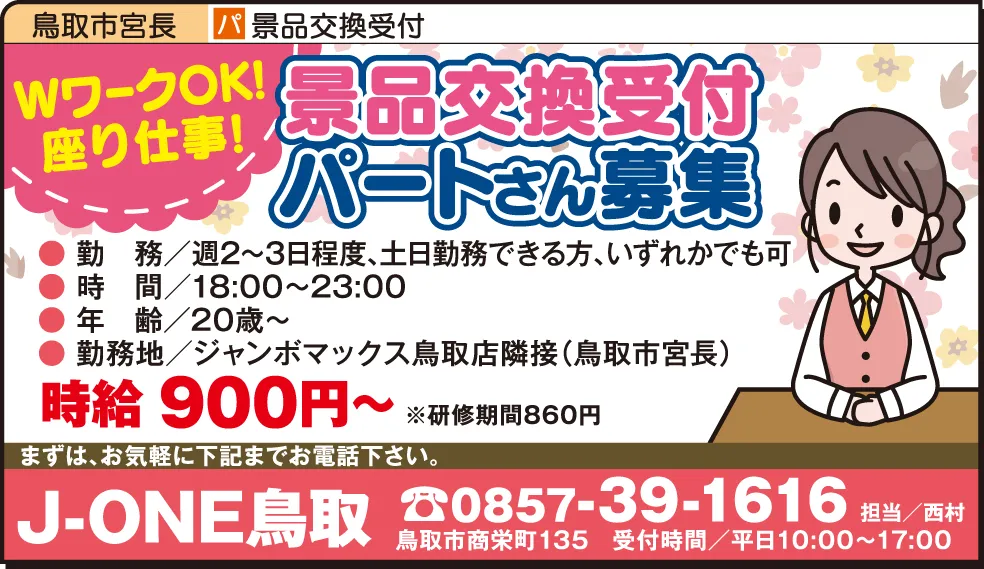 鳥取市宮長 パ 景品交換受付
WワークOK!
座り仕事!
景品交換受付
パートさん募集
● 勤　務／週2〜3日程度、土日勤務できる方、いずれかでも可
● 時　間／18:00〜23:00
● 年　齢／20歳〜
● 勤務地／ジャンボマックス鳥取店隣接(鳥取市宮長)
時給 900円〜 ※研修期間860円
まずは、お気軽に下記までお電話下さい。
J-ONE鳥取
☎0857-39-1616 担当／西村
鳥取市商栄町135　受付時間／平日10:00〜17:00